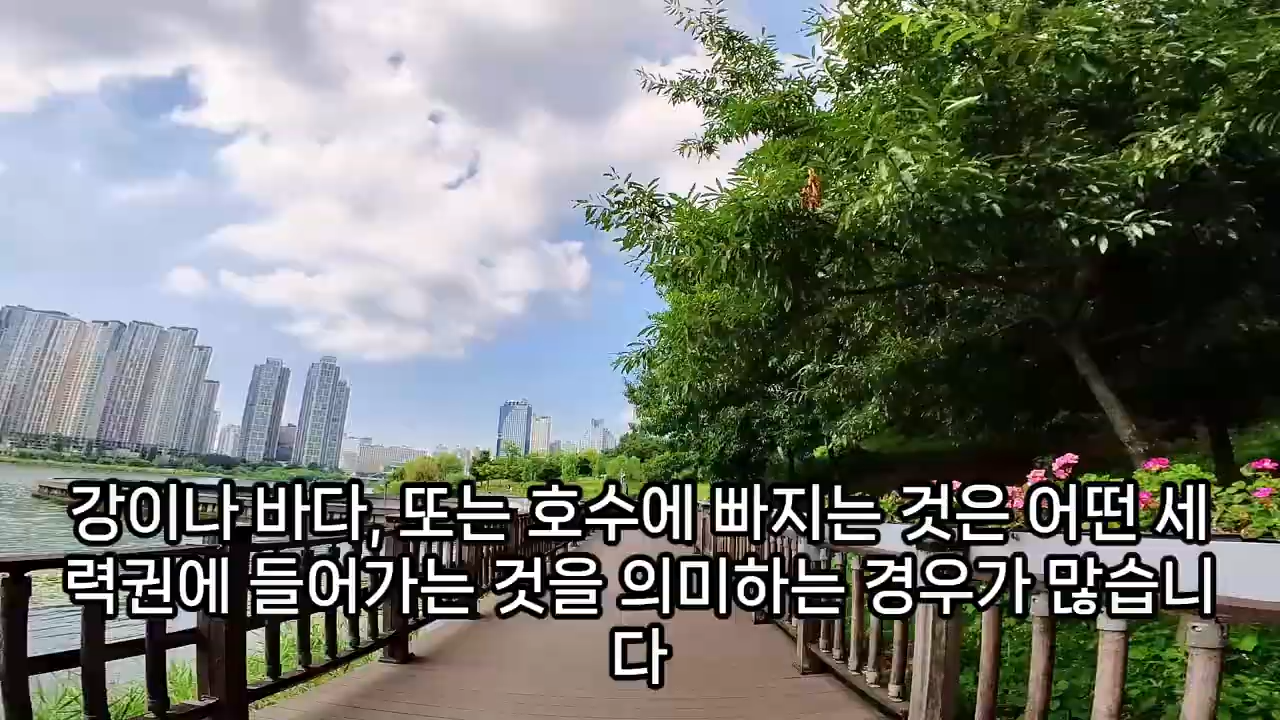 강이나 바다, 또는 호수에 빠지는 것은 어떤 세
력권에 들어가는 것을 의미하는 경우가 많습니
다